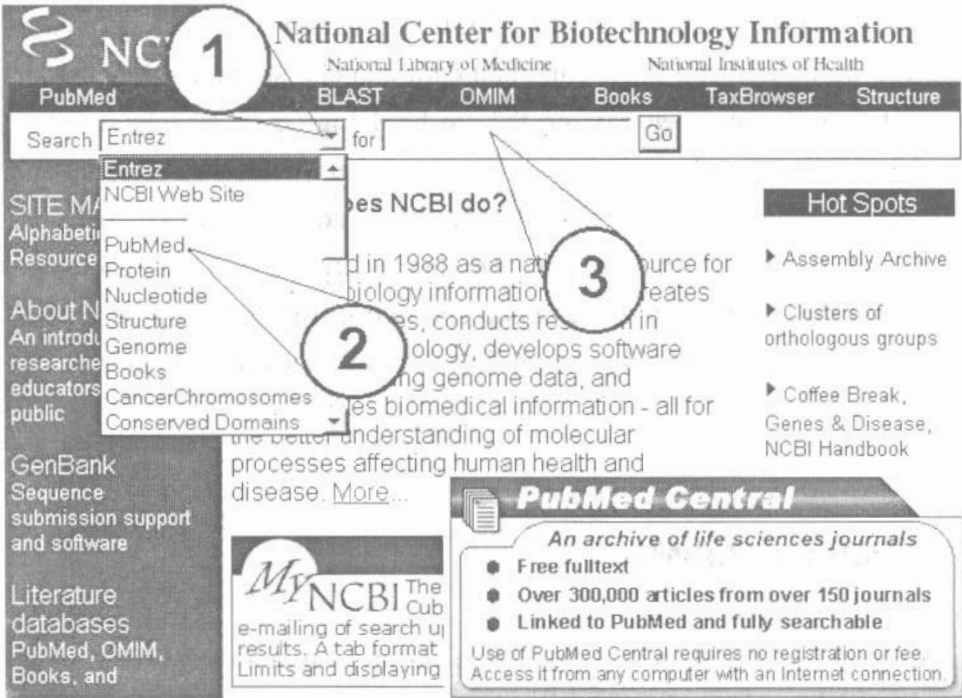 NC
1
National Center for Biotechnology Information
National Library of Medicine National Institutes of Health
PubMed BLAST OMIM Books TaxBrowser Structure
Search Entrez for Go
Entrez
NCBI Web Site
PubMed
Protein
Nucleotide
Structure
Genome
Books
CancerChromosomes
Conserved Domains
2
3
SITE
Alphabeti
Resource
About N
An introdu
researche
educators
public
GenBank
Sequence
submission support
and software
Literature
databases
PubMed, OMIM,
Books, and
es NCBI do?
d in 1988 as a na urce for
biology information reates
es, conducts res in
ology, develops software
ng genome data, and
es biomedical information - all for
the better understanding of molecular
processes affecting human health and
disease. More...
Hot Spots
Assembly Archive
Clusters of
orthologous groups
Coffee Break,
Genes & Disease,
NCBI Handbook
My NCBI The
Cub
e-mailing of search up
results. A tab format
Limits and displaying
PubMed Central
An archive of life sciences journals
Free fulltext
Over 300,000 articles from over 150 journals
Linked to PubMed and fully searchable
Use of PubMed Central requires no registration or fee.
Access it from any computer with an Internet connection.